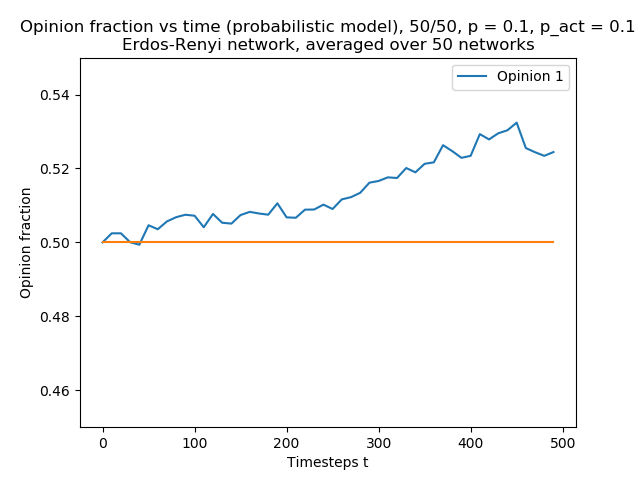 Opinion fraction vs time (probabilistic model), 50/50, p = 0.1, p_act = 0.1
Erdos-Renyi network, averaged over 50 networks
Opinion 1
0.54
0.52
0.50
0.48
0.46
Opinion fraction
0 100 200 300 400 500
Timesteps t